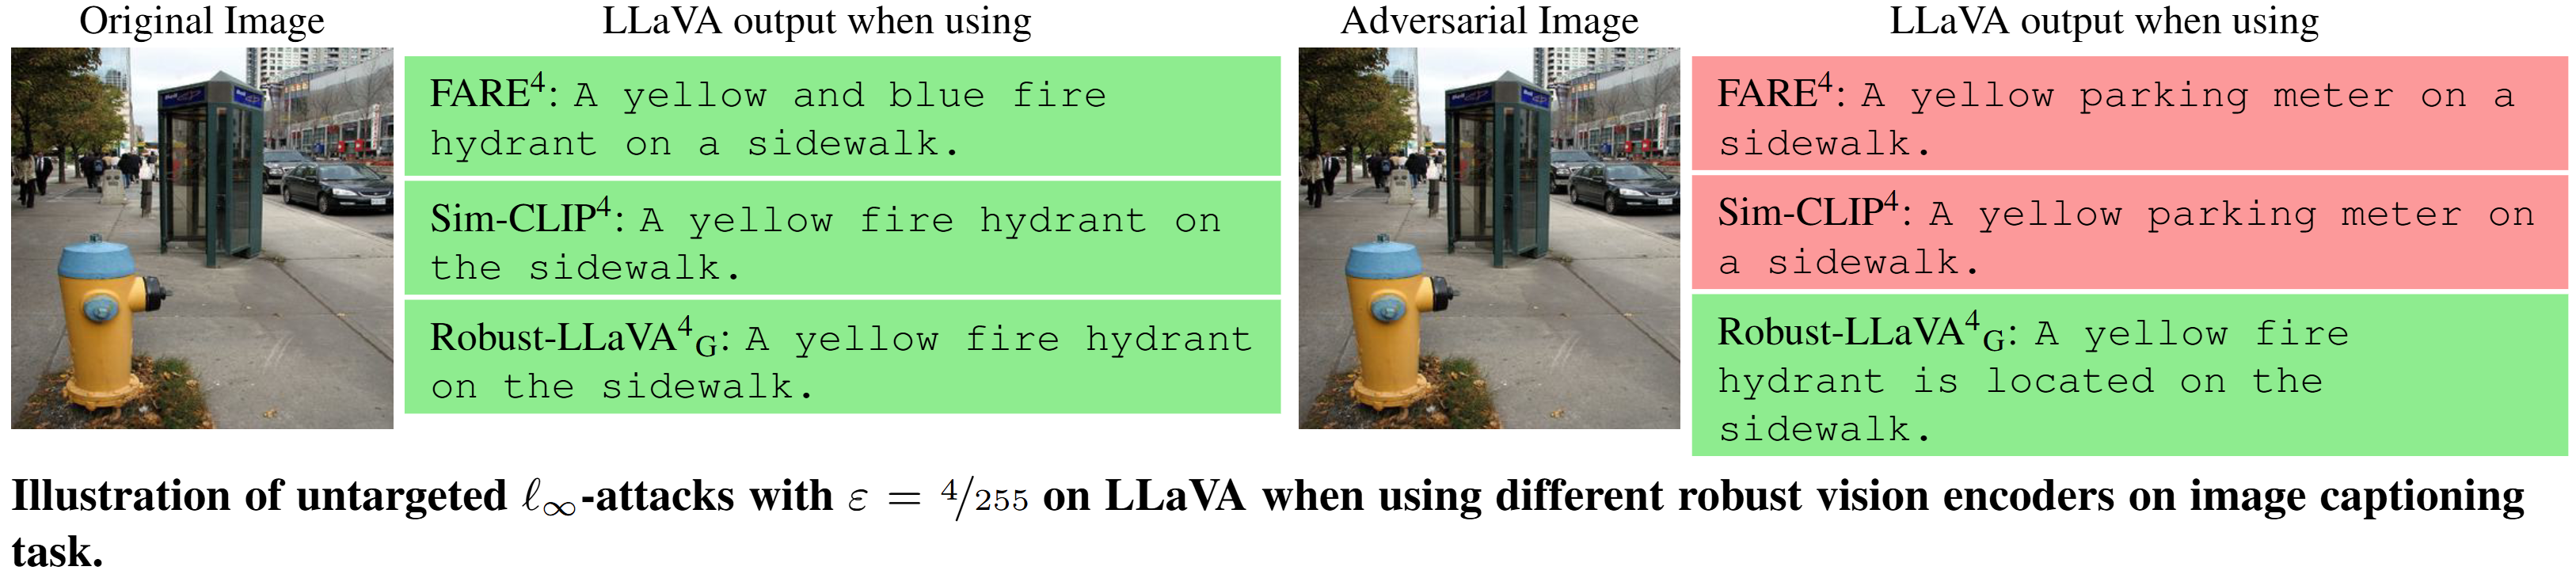 Original Image
LLaVA output when using
FARE⁴: A yellow and blue fire
hydrant on a sidewalk.
Sim-CLIP⁴: A yellow fire hydrant on
the sidewalk.
Robust-LLaVA⁴G: A yellow fire hydrant
on the sidewalk.
Adversarial Image
LLaVA output when using
FARE⁴: A yellow parking meter on a
sidewalk.
Sim-CLIP⁴: A yellow parking meter on
a sidewalk.
Robust-LLaVA⁴G: A yellow fire
hydrant is located on the
sidewalk.
Illustration of untargeted ℓ∞-attacks with ε = 4/255 on LLaVA when using different robust vision encoders on image captioning
task.